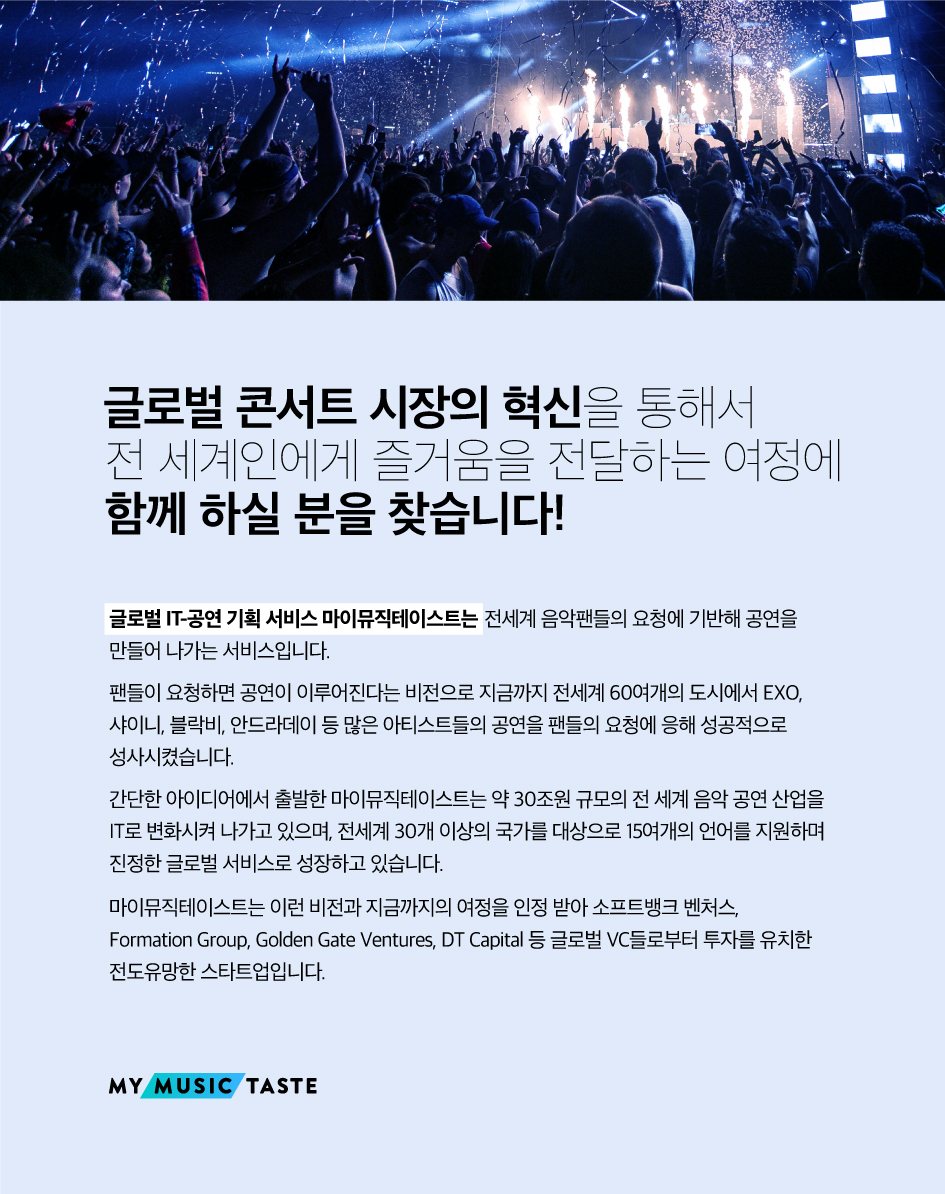 글로벌 콘서트 시장의 혁신을 통해서
전 세계인에게 즐거움을 전달하는 여정에
함께 하실 분을 찾습니다!
글로벌 IT-공연 기획 서비스 마이뮤직테이스트는 전세계 음악팬들의 요청에 기반해 공연을
만들어 나가는 서비스입니다.
팬들이 요청하면 공연이 이루어진다는 비전으로 지금까지 전세계 60여개의 도시에서 EXO,
샤이니, 블락비, 안드라데이 등 많은 아티스트들의 공연을 팬들의 요청에 응해 성공적으로
성사시켰습니다.
간단한 아이디어에서 출발한 마이뮤직테이스트는 약 30조원 규모의 전 세계 음악 공연 산업을
IT로 변화시켜 나가고 있으며, 전세계 30개 이상의 국가를 대상으로 15여개의 언어를 지원하며
진정한 글로벌 서비스로 성장하고 있습니다.
마이뮤직테이스트는 이런 비전과 지금까지의 여정을 인정 받아 소프트뱅크 벤처스,
Formation Group, Golden Gate Ventures, DT Capital 등 글로벌 VC들로부터 투자를 유치한
전도유망한 스타트업입니다.
MY MUSIC TASTE